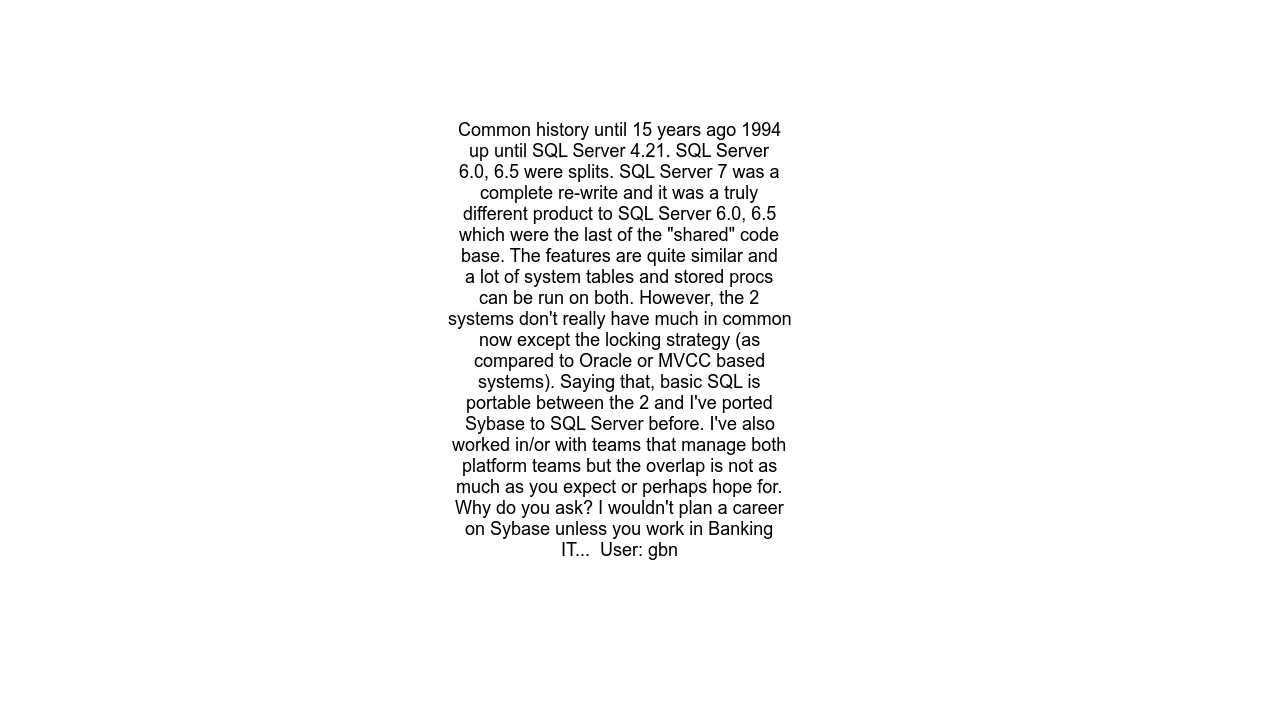 Common history until 15 years ago 1994
up until SQL Server 4.21. SQL Server
6.0, 6.5 were splits. SQL Server 7 was a
complete re-write and it was a truly
different product to SQL Server 6.0, 6.5
which were the last of the "shared" code
base. The features are quite similar and
a lot of system tables and stored procs
can be run on both. However, the 2
systems don't really have much in common
now except the locking strategy (as
compared to Oracle or MVCC based
systems). Saying that, basic SQL is
portable between the 2 and I've ported
Sybase to SQL Server before. I've also
worked in/or with teams that manage both
platform teams but the overlap is not as
much as you expect or perhaps hope for.
Why do you ask? I wouldn't plan a career
on Sybase unless you work in Banking
IT...  User: gbn